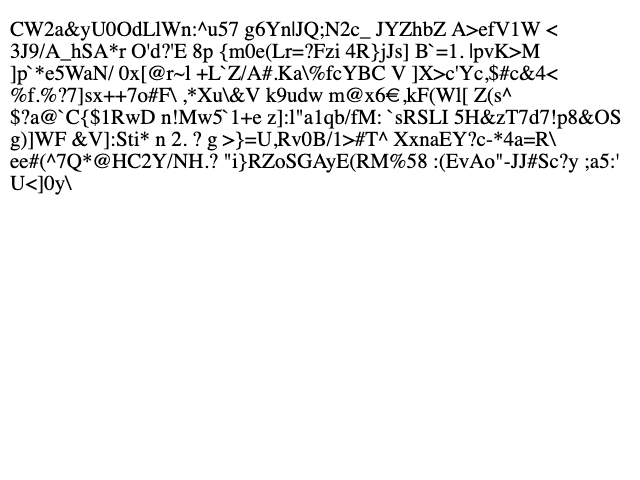 CW2a&yU0OdLlWn:^u57 g6Yn|JQ;N2c_ JYZhbZ A>efV1W <
3J9/A_hSA*r O'd?'E 8p {m0e(Lr=?Fzi 4R}jJs] B`=1. |pvK>M
]p`*e5WaN/ 0x[@r~l +L`Z/A#.Ka\%fcYBC V ]X>c'Yc,$#c&4<
%f.%?7]sx++7o#F\ ,*Xu\&V k9udw m@x6€,kF(Wl[ Z(s^
$?a@`C{$1RwD n!Mw5`1+e z]:l"a1qb/fM: `sRSLI 5H&zT7d7!p8&OS
g)]WF &V]:Sti* n 2. ? g >}=U,Rv0B/1>#T^ XxnaEY?c-*4a=R\
ee#(^7Q*@HC2Y/NH.? "i}RZoSGAyE(RM%58 :(EvAo"-JJ#Sc?y ;a5:'
U<]0y\